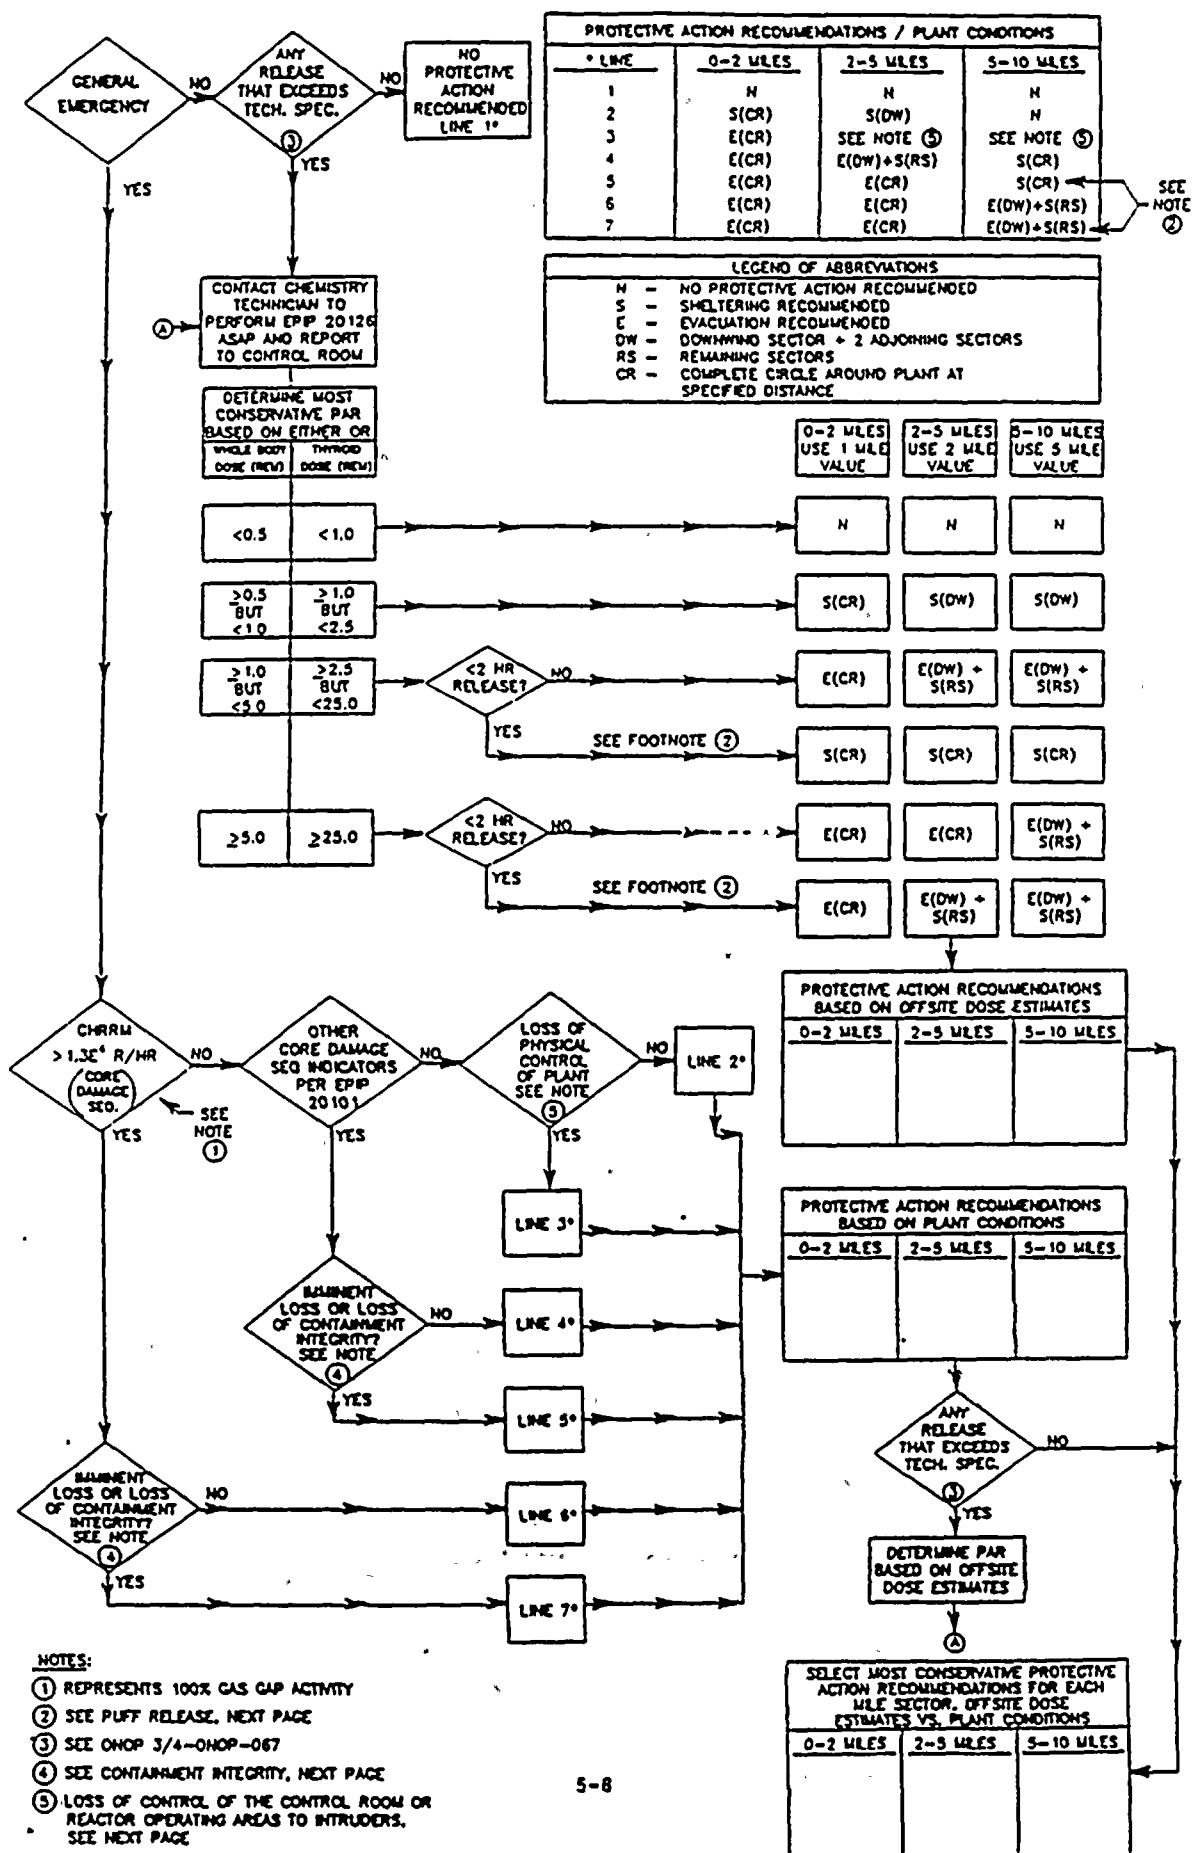 GENERAL
EMERGENCY
NO
YES
ANY
RELEASE
THAT EXCEEDS
TECH. SPEC.
③
NO
YES
NO
PROTECTIVE
ACTION
RECOMMENDED
LINE 1*
PROTECTIVE ACTION RECOMMENDATIONS / PLANT CONDITIONS
* LINE 0-2 MILES 2-5 MILES 5-10 MILES
1 N N N
2 S(CR) S(DW) N
3 E(CR) SEE NOTE ⑤ SEE NOTE ⑤
4 E(CR) E(DW)+S(RS) S(CR)
5 E(CR) E(CR) S(CR)
6 E(CR) E(CR) E(DW)+S(RS)
7 E(CR) E(CR) E(DW)+S(RS)
SEE
NOTE
②
LEGEND OF ABBREVIATIONS
N – NO PROTECTIVE ACTION RECOMMENDED
S – SHELTERING RECOMMENDED
E – EVACUATION RECOMMENDED
DW – DOWNWIND SECTOR + 2 ADJOINING SECTORS
RS – REMAINING SECTORS
CR – COMPLETE CIRCLE AROUND PLANT AT
SPECIFIED DISTANCE
Ⓐ
CONTACT CHEMISTRY
TECHNICIAN TO
PERFORM EPIP 20126
ASAP AND REPORT
TO CONTROL ROOM
DETERMINE MOST
CONSERVATIVE PAR
BASED ON EITHER OR
WHOLE BODY THYROID
DOSE (REM) DOSE (REM)
0-2 MILES 2-5 MILES 5-10 MILES
USE 1 MILE USE 2 MILE USE 5 MILE
VALUE VALUE VALUE
<0.5 <1.0 N N N
≥0.5 ≥1.0
BUT BUT
<1.0 <2.5
S(CR) S(DW) S(DW)
≥1.0 ≥2.5
BUT BUT
<5.0 <25.0
<2 HR
RELEASE?
NO
E(CR) E(DW) + E(DW) +
S(RS) S(RS)
YES
SEE FOOTNOTE ②
S(CR) S(CR) S(CR)
≥5.0 ≥25.0
<2 HR
RELEASE?
NO
E(CR) E(CR) E(DW) +
S(RS)
YES
SEE FOOTNOTE ②
E(CR) E(DW) + E(DW) +
S(RS) S(RS)
PROTECTIVE ACTION RECOMMENDATIONS
BASED ON OFFSITE DOSE ESTIMATES
0-2 MILES 2-5 MILES 5-10 MILES
CHRRM
>1.3E⁴ R/HR
(CORE
DAMAGE
SEQ.)
NO
YES
SEE
NOTE
①
OTHER
CORE DAMAGE
SEQ INDICATORS
PER EPIP
20101
NO
YES
LOSS OF
PHYSICAL
CONTROL
OF PLANT
SEE NOTE
⑤
NO
YES
LINE 2*
LINE 3*
PROTECTIVE ACTION RECOMMENDATIONS
BASED ON PLANT CONDITIONS
0-2 MILES 2-5 MILES 5-10 MILES
IMMINENT
LOSS OR LOSS
OF CONTAINMENT
INTEGRITY?
SEE NOTE
④
NO
YES
LINE 4*
LINE 5*
ANY
RELEASE
THAT EXCEEDS
TECH. SPEC.
③
NO
YES
IMMINENT
LOSS OR LOSS
OF CONTAINMENT
INTEGRITY?
SEE NOTE
④
NO
YES
LINE 6*
LINE 7*
DETERMINE PAR
BASED ON OFFSITE
DOSE ESTIMATES
Ⓐ
SELECT MOST CONSERVATIVE PROTECTIVE
ACTION RECOMMENDATIONS FOR EACH
MILE SECTOR, OFFSITE DOSE
ESTIMATES VS. PLANT CONDITIONS
0-2 MILES 2-5 MILES 5-10 MILES
NOTES:
① REPRESENTS 100% GAS GAP ACTIVITY
② SEE PUFF RELEASE, NEXT PAGE
③ SEE ONOP 3/4-ONOP-067
④ SEE CONTAINMENT INTEGRITY, NEXT PAGE
⑤ LOSS OF CONTROL OF THE CONTROL ROOM OR
REACTOR OPERATING AREAS TO INTRUDERS.
SEE NEXT PAGE
5-8